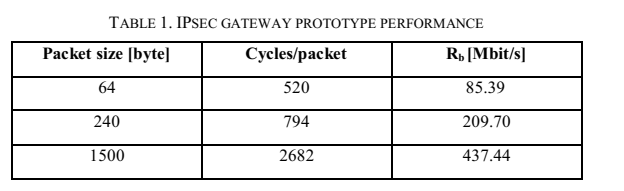 TABLE 1. IPSEC GATEWAY PROTOTYPE PERFORMANCE
Packet size [byte] Cycles/packet Rb [Mbit/s]
64 520 85.39
240 794 209.70
1500 2682 437.44